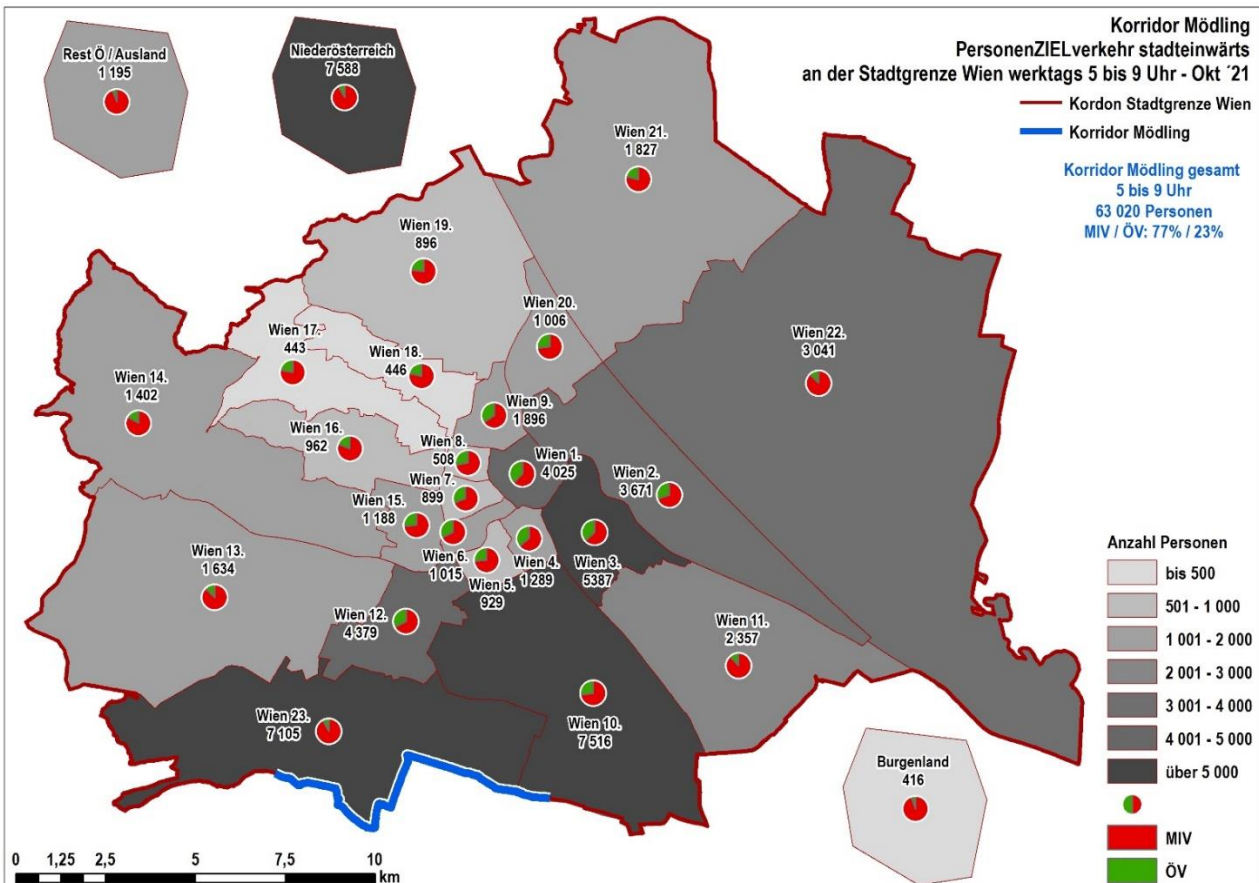 Korridor Mödling
PersonenZIELverkehr stadteinwärts
an der Stadtgrenze Wien werktags 5 bis 9 Uhr - Okt ´21
Kordon Stadtgrenze Wien
Korridor Mödling
Korridor Mödling gesamt
5 bis 9 Uhr
63 020 Personen
MIV / ÖV: 77% / 23%
Rest Ö / Ausland
1 195
Niederösterreich
7 588
Wien 21.
1 827
Wien 19.
896
Wien 20.
1 006
Wien 17.
443
Wien 18.
446
Wien 22.
3 041
Wien 14.
1 402
Wien 9.
1 896
Wien 16.
962
Wien 8.
508
Wien 1.
4 025
Wien 2.
3 671
Wien 7.
899
Wien 15.
1 188
Wien 6.
1 015
Wien 5.
929
Wien 4.
1 289
Wien 3.
5387
Wien 13.
1 634
Wien 12.
4 379
Wien 11.
2 357
Wien 23.
7 105
Wien 10.
7 516
Burgenland
416
Anzahl Personen
bis 500
501 - 1 000
1 001 - 2 000
2 001 - 3 000
3 001 - 4 000
4 001 - 5 000
über 5 000
MIV
ÖV
0 1,25 2,5 5 7,5 10
km